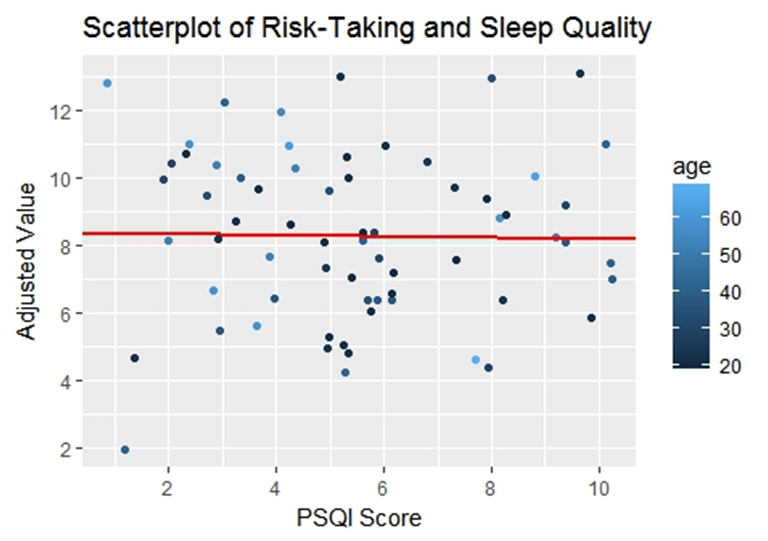 Scatterplot of Risk-Taking and Sleep Quality
Adjusted Value
12
10
8
6
4
2
2 4 6 8 10
PSQI Score
age
60
50
40
30
20